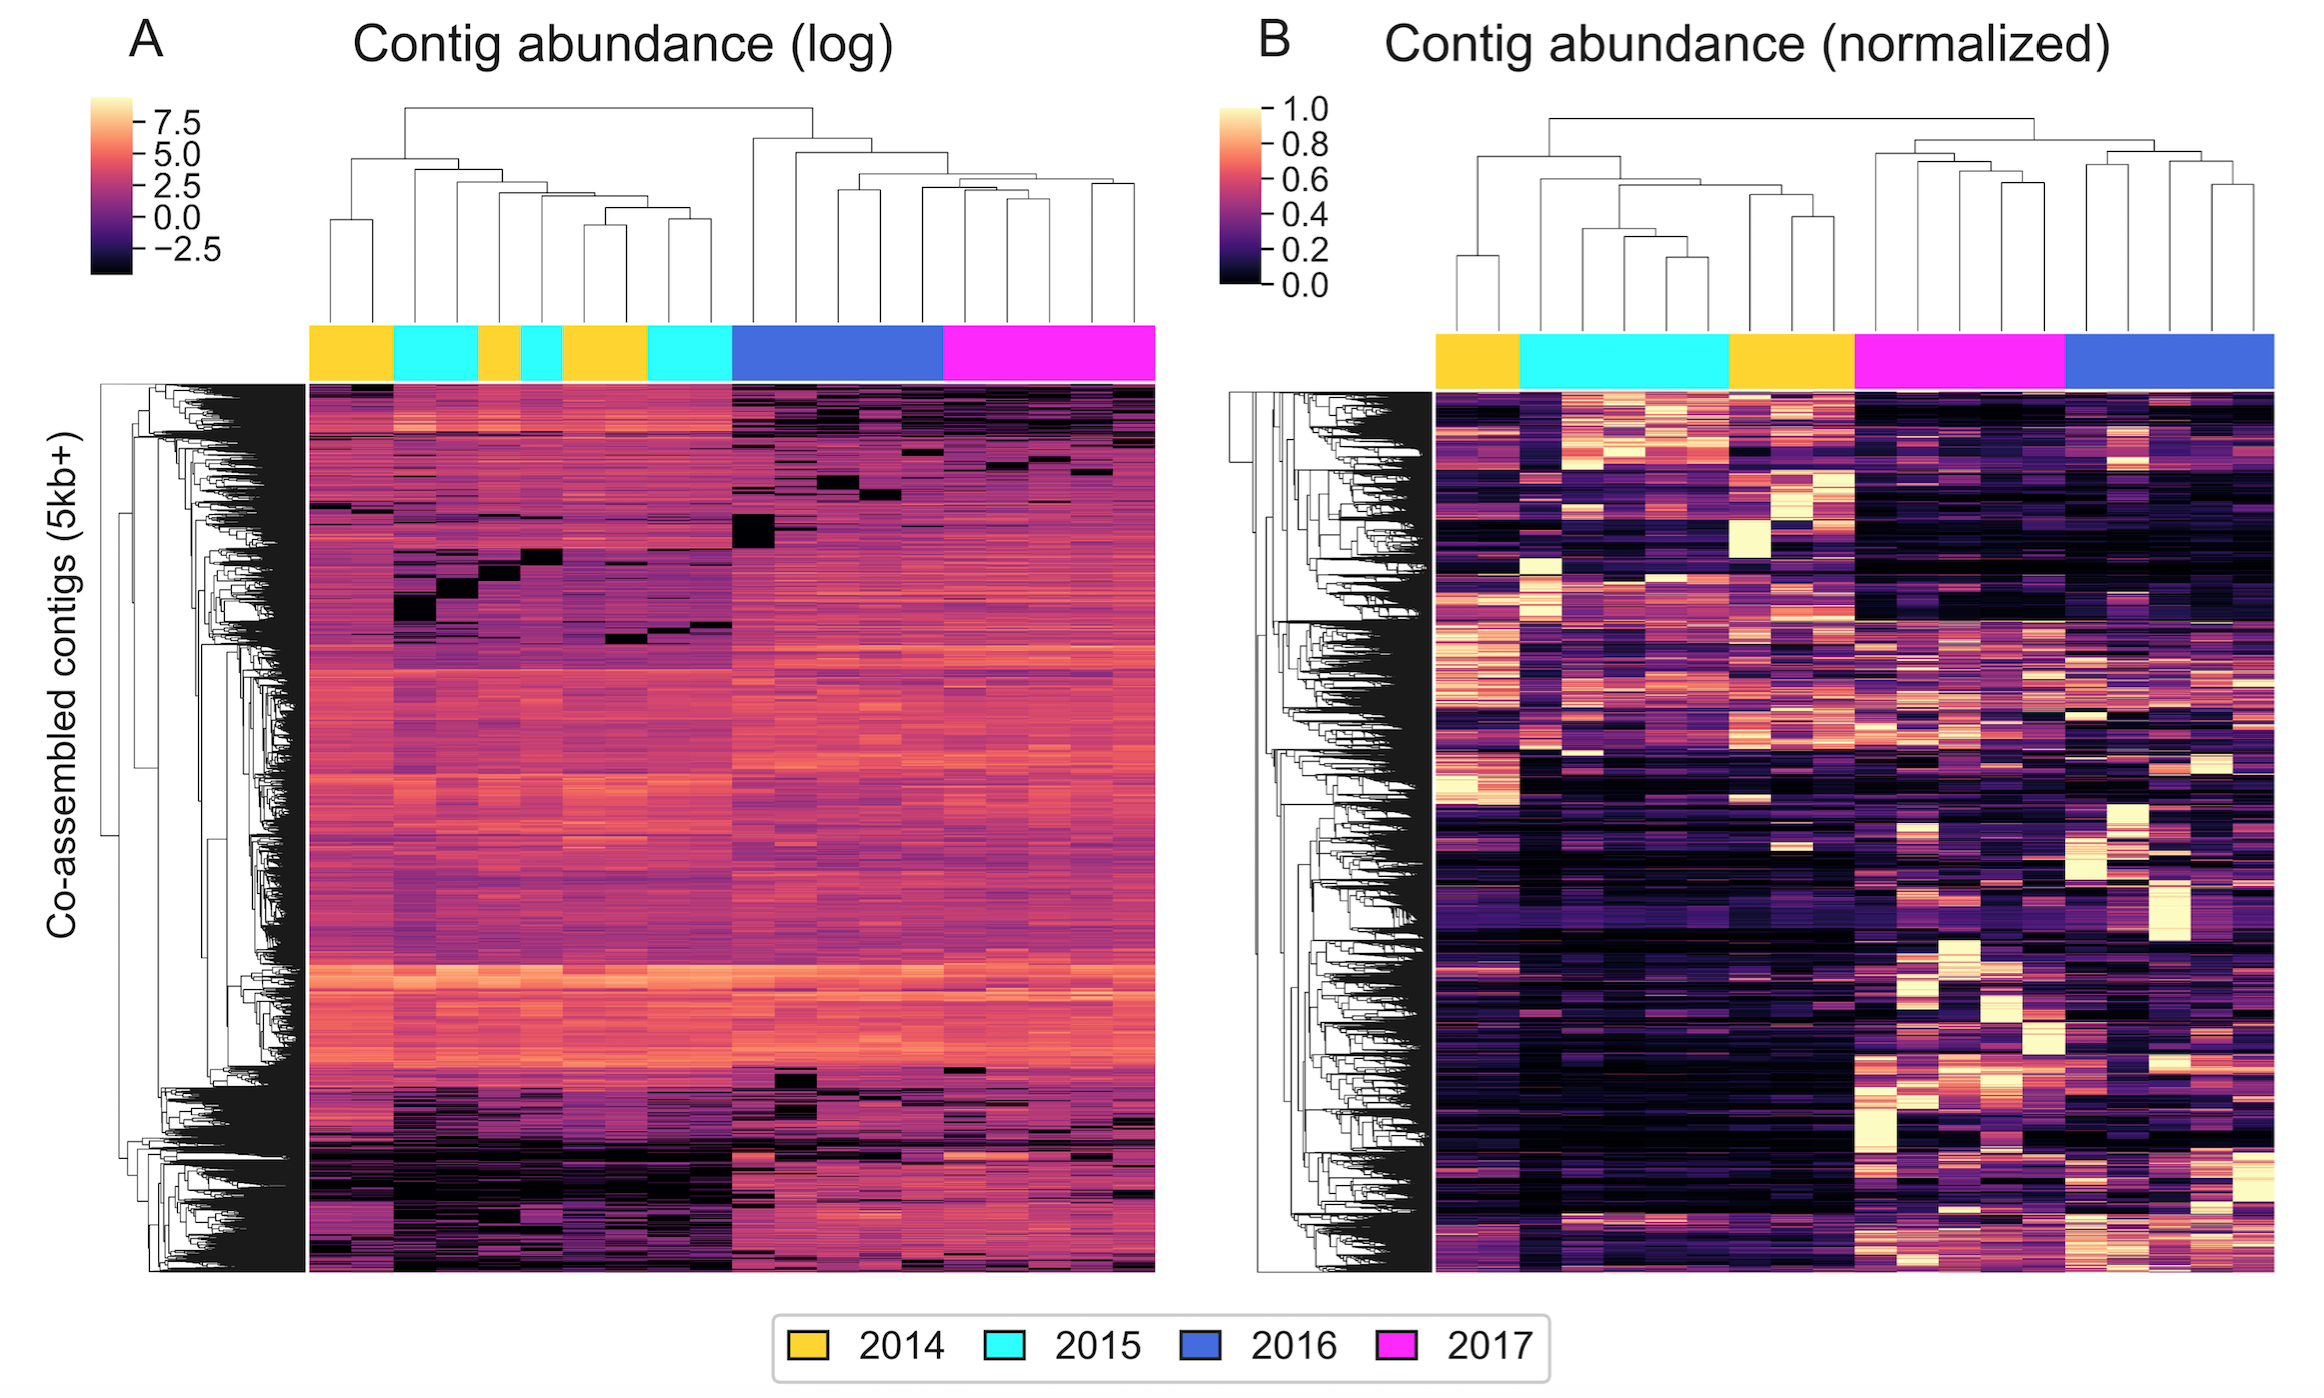 A
Contig abundance (log)
7.5
5.0
2.5
0.0
−2.5
Co-assembled contigs (5kb+)
B
Contig abundance (normalized)
1.0
0.8
0.6
0.4
0.2
0.0
2014 2015 2016 2017